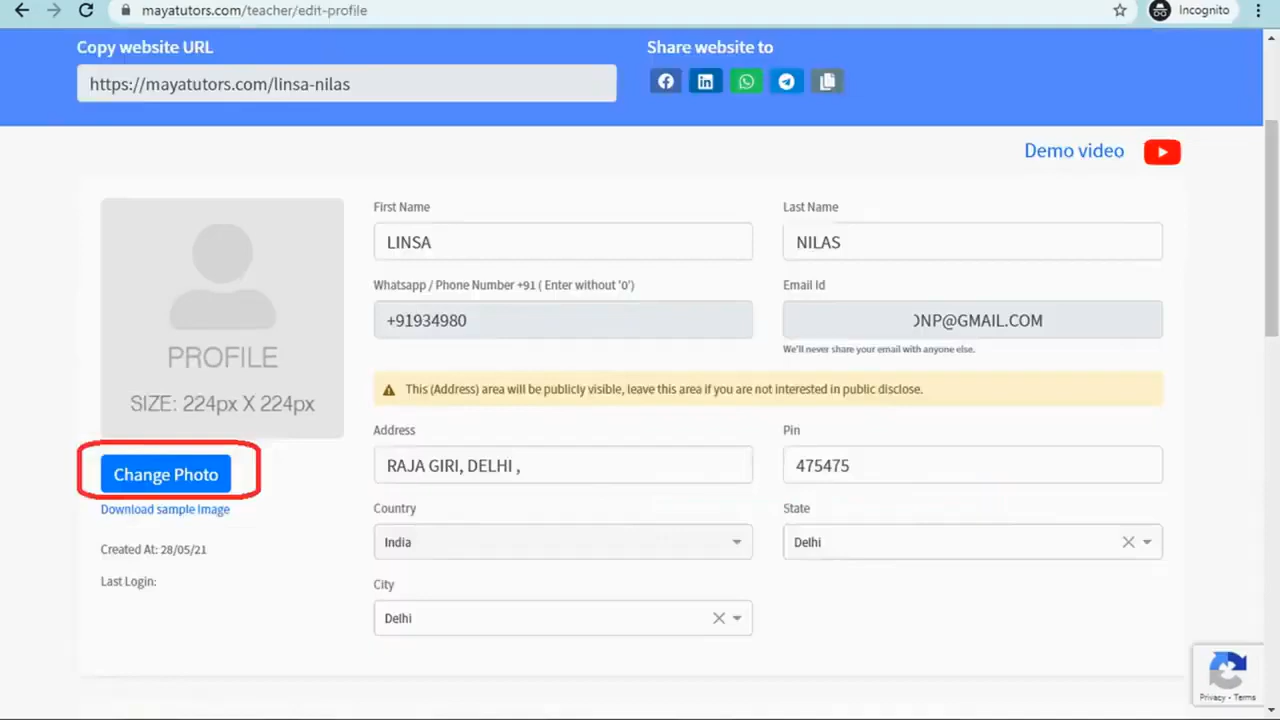 mayatutors.com/teacher/edit-profile
Incognito
Copy website URL
Share website to
https://mayatutors.com/linsa-nilas
Demo video
PROFILE
SIZE: 224px X 224px
Change Photo
Download sample Image
Created At: 28/05/21
Last Login:
First Name
Last Name
LINSA
NILAS
Whatsapp / Phone Number +91 ( Enter without '0')
Email Id
+91934980
NP@GMAIL.COM
We'll never share your email with anyone else.
This (Address) area will be publicly visible, leave this area if you are not interested in public disclose.
Address
Pin
RAJA GIRI, DELHI ,
475475
Country
State
India
Delhi
City
Delhi
Privacy - Terms